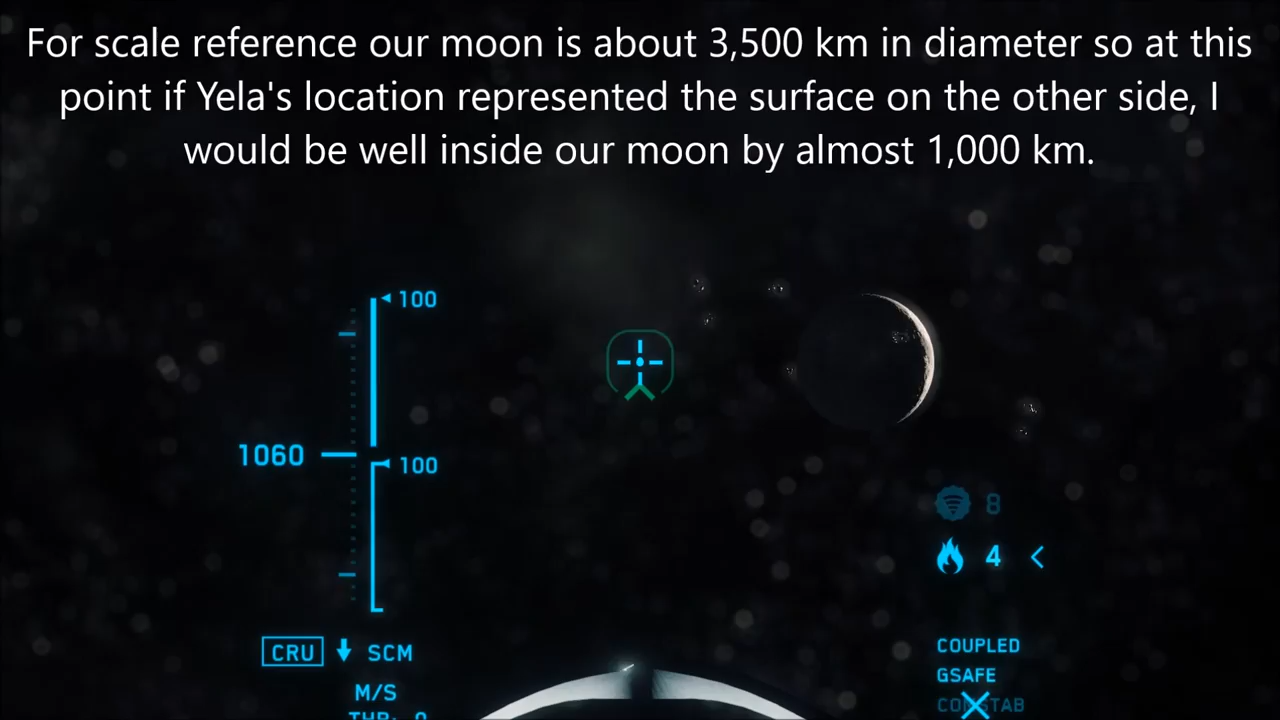 For scale reference our moon is about 3,500 km in diameter so at this
point if Yela's location represented the surface on the other side, I
would be well inside our moon by almost 1,000 km.
100
1060
100
8
4
CRU SCM
COUPLED
GSAFE
M/S
THR: 0